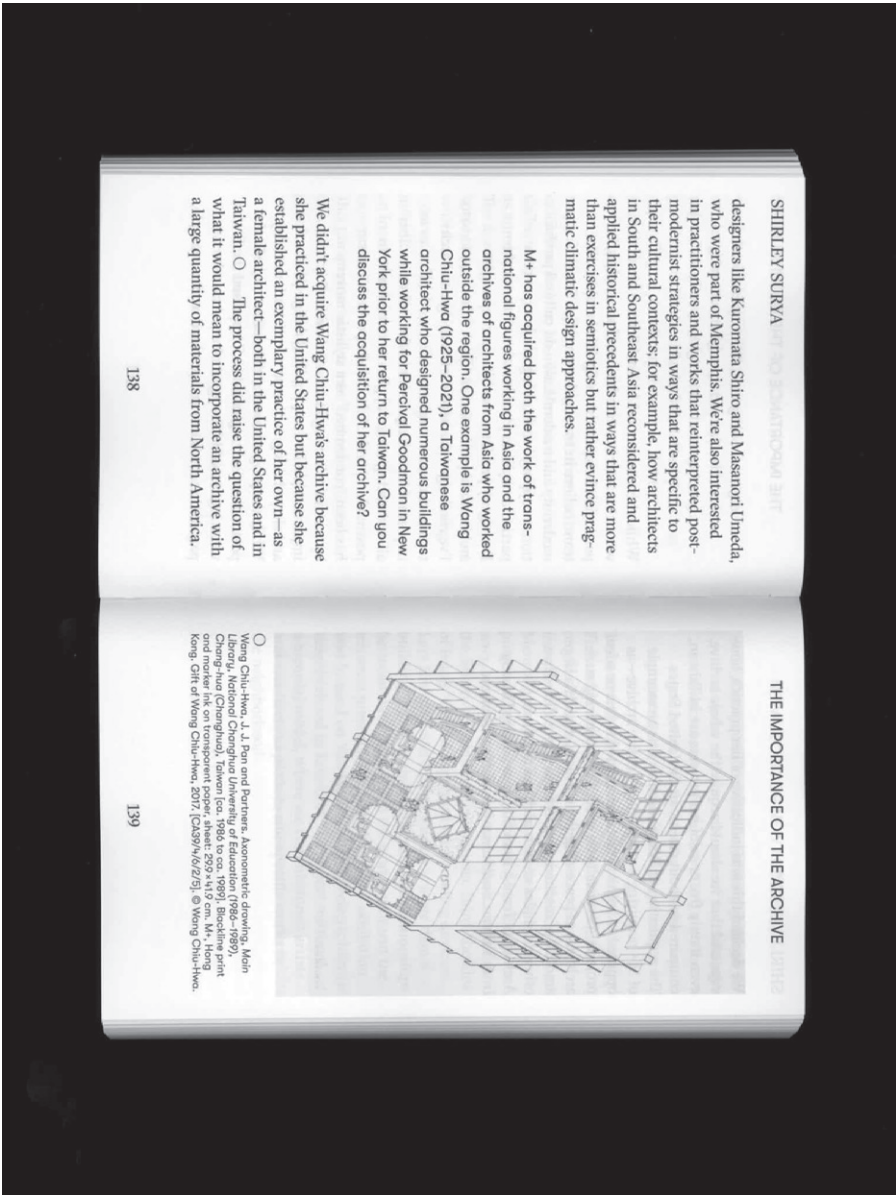 SHIRLEY SURYA
designers like Kuromata Shiro and Masanori Umeda,
who were part of Memphis. We're also interested
in practitioners and works that reinterpreted post-
modernist strategies in ways that are specific to
their cultural contexts; for example, how architects
in South and Southeast Asia reconsidered and
applied historical precedents in ways that are more
than exercises in semiotics but rather evince prag-
matic climatic design approaches.
M+ has acquired both the work of trans-
national figures working in Asia and the
archives of architects from Asia who worked
outside the region. One example is Wang
Chiu-Hwa (1925–2021), a Taiwanese
architect who designed numerous buildings
while working for Percival Goodman in New
York prior to her return to Taiwan. Can you
discuss the acquisition of her archive?
We didn't acquire Wang Chiu-Hwa's archive because
she practiced in the United States but because she
established an exemplary practice of her own—as
a female architect—both in the United States and in
Taiwan. ○ The process did raise the question of
what it would mean to incorporate an archive with
a large quantity of materials from North America.
138
THE IMPORTANCE OF THE ARCHIVE
○
Wang Chiu-Hwa, J. J. Pan and Partners. Axonometric drawing, Main
Library, National Changhua University of Education (1986–1989),
Chang-hua (Changhua), Taiwan [ca. 1986 to ca. 1989]. Blackline print
and marker ink on transparent paper, sheet: 29.9 × 41.9 cm. M+, Hong
Kong. Gift of Wang Chiu-Hwa, 2017. [CA39/4/6/2/5]. © Wang Chiu-Hwa.
139